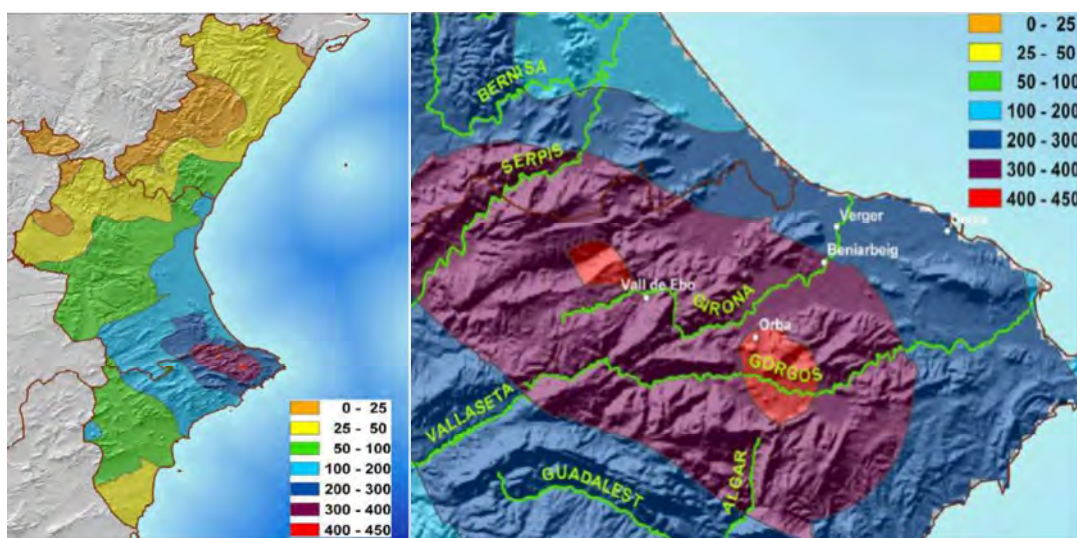 0 - 25
25 - 50
50 - 100
100 - 200
200 - 300
300 - 400
400 - 450
0 - 25
25 - 50
50 - 100
100 - 200
200 - 300
300 - 400
400 - 450
BERNISA
SERPIS
Verger
Beniarbeig
Vall de Ebo
GIRONA
Orba
GORGOS
VALLASETA
GUADALEST
ALGAR